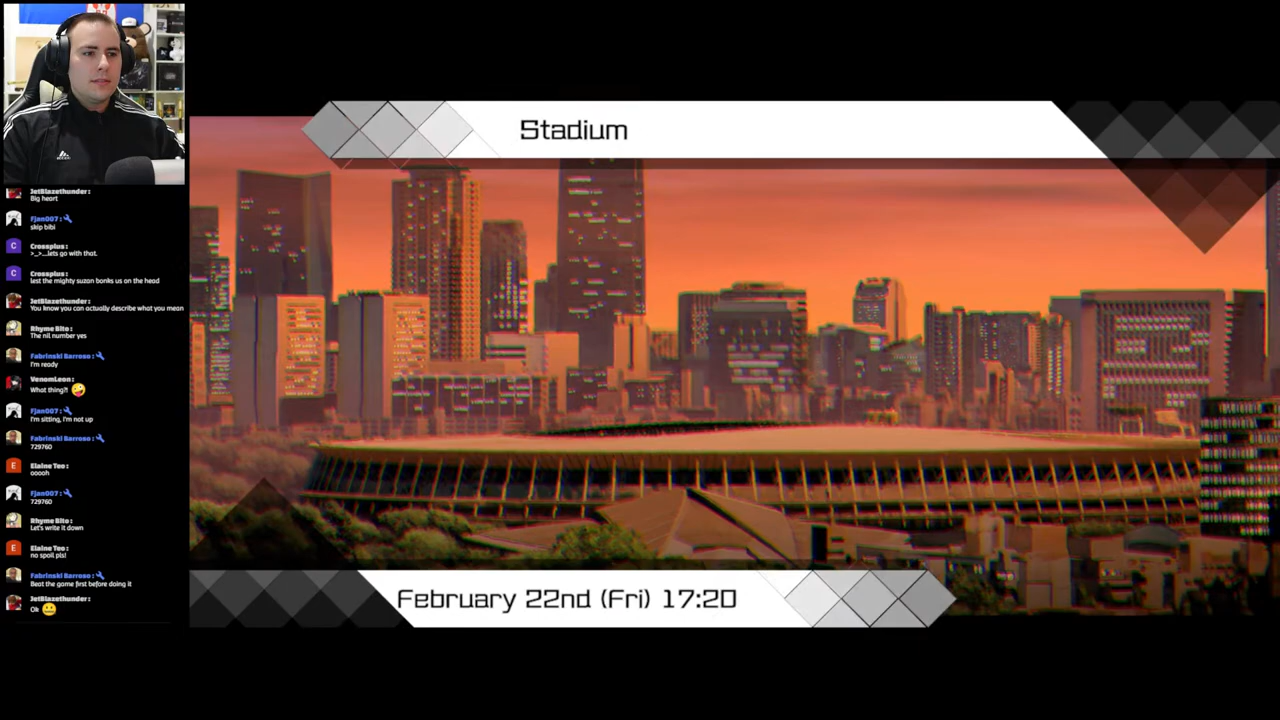 Stadium
JetBlazethunder :
Big heart
Fjan007 :
skip bibi
Crossplus :
>_>...lets go with that.
Crossplus :
lest the mighty suzan bonks us on the head
JetBlazethunder :
You know you can actually describe what you mean
Rhyme Bito :
The nil number yes
Fabrinski Barroso :
I'm ready
VenomLeon :
What thing?!
Fjan007 :
I'm sitting, I'm not up
Fabrinski Barroso :
729760
Elaine Teo :
ooooh
Fjan007 :
729760
Rhyme Bito :
Let's write it down
Elaine Teo :
no spoil pls!
Fabrinski Barroso :
Beat the game first before doing it
JetBlazethunder :
Ok
C
C
E
E
February 22nd (Fri) 17:20